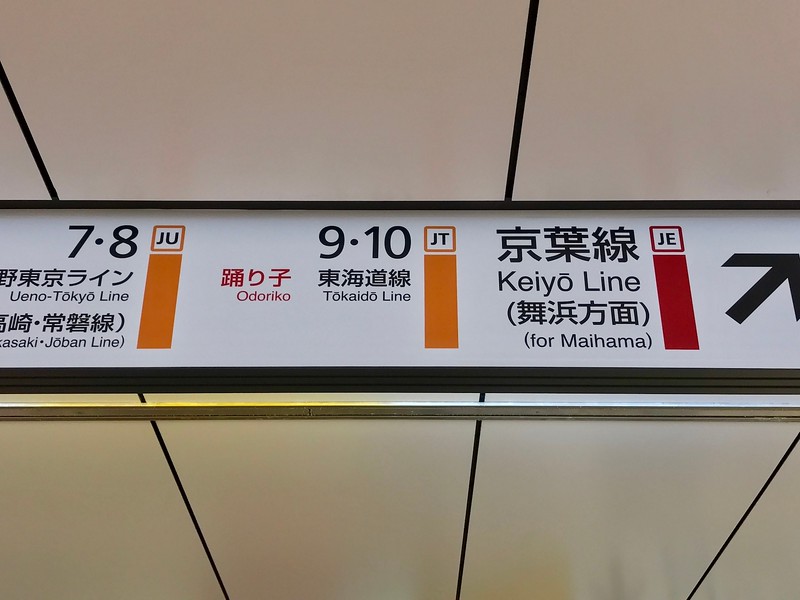 7・8 JU
野東京ライン
Ueno-Tōkyō Line
高崎・常磐線）
kasaki・Jōban Line)
踊り子
Odoriko
9・10 JT
東海道線
Tōkaidō Line
京葉線 JE
Keiyō Line
（舞浜方面）
(for Maihama)